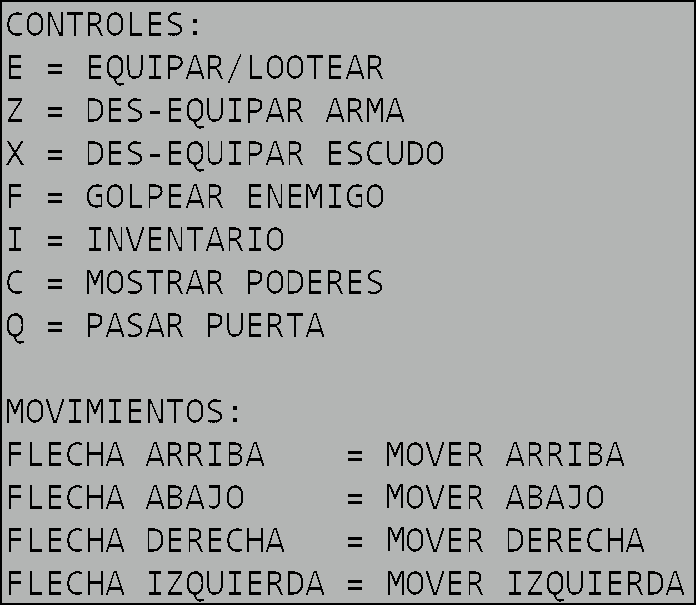 CONTROLES:
E = EQUIPAR/LOOTEAR
Z = DES-EQUIPAR ARMA
X = DES-EQUIPAR ESCUDO
F = GOLPEAR ENEMIGO
I = INVENTARIO
C = MOSTRAR PODERES
Q = PASAR PUERTA

MOVIMIENTOS:
FLECHA ARRIBA    = MOVER ARRIBA
FLECHA ABAJO     = MOVER ABAJO
FLECHA DERECHA   = MOVER DERECHA
FLECHA IZQUIERDA = MOVER IZQUIERDA